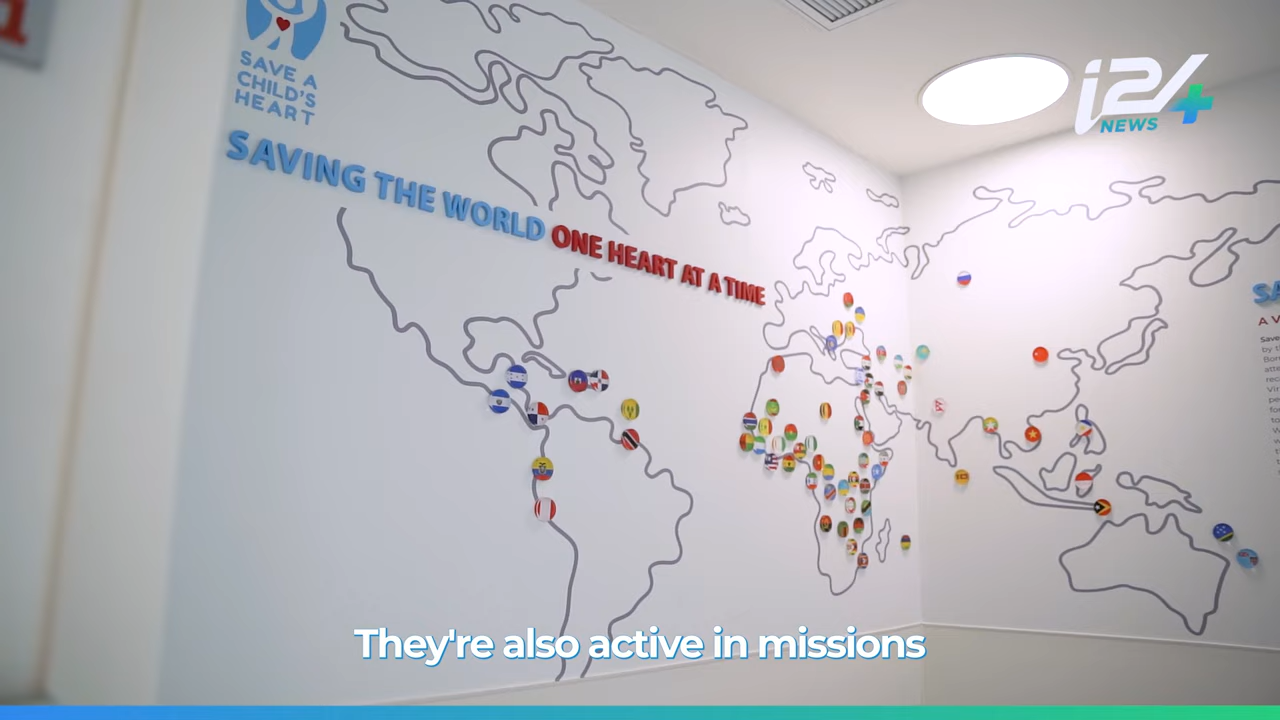 SAVE A
CHILD'S
HEART
SAVING THE WORLD ONE HEART AT A TIME
i24
NEWS
They're also active in missions